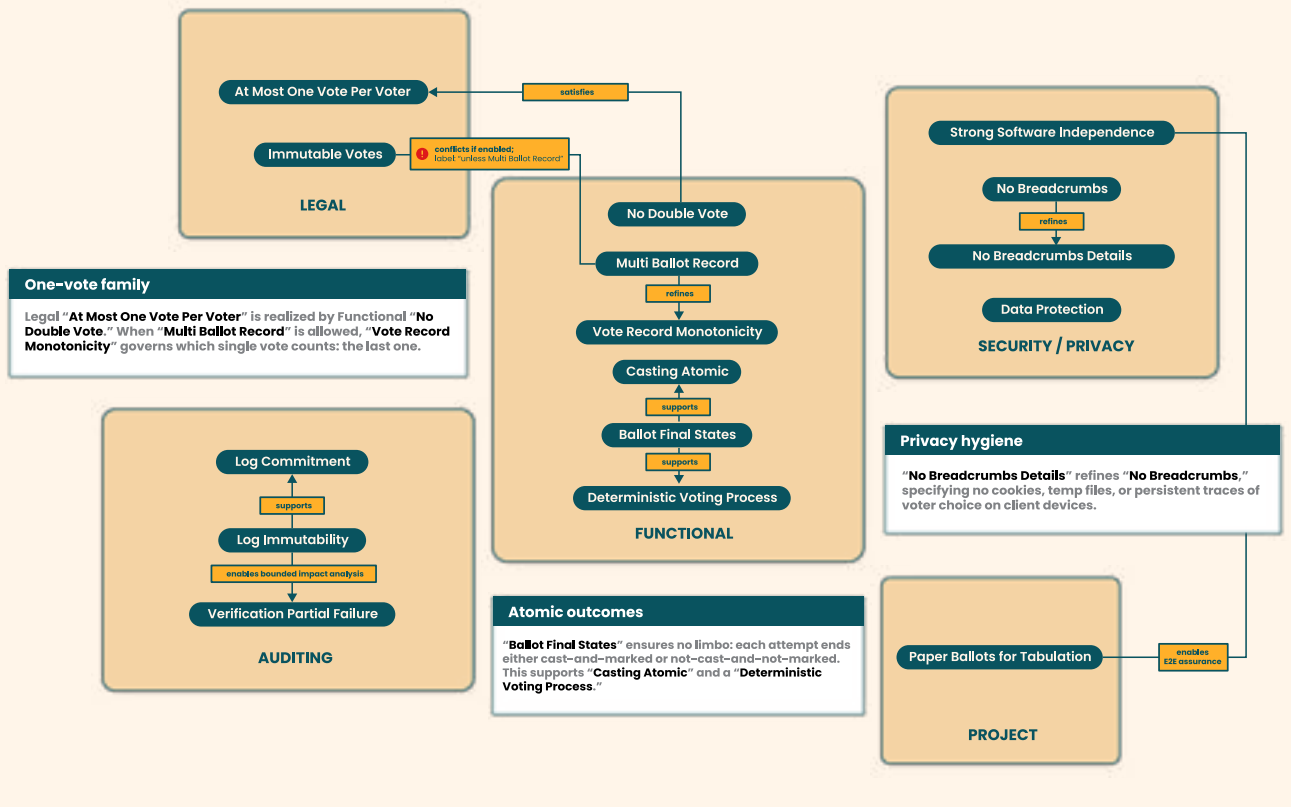 At Most One Vote Per Voter
satisfies
Immutable Votes
conflicts if enabled;
label: “unless Multi Ballot Record”
LEGAL
One-vote family
Legal “At Most One Vote Per Voter” is realized by Functional “No
Double Vote.” When “Multi Ballot Record” is allowed, “Vote Record
Monotonicity” governs which single vote counts: the last one.
No Double Vote
Multi Ballot Record
refines
Vote Record Monotonicity
Casting Atomic
supports
Ballot Final States
supports
Deterministic Voting Process
FUNCTIONAL
Strong Software Independence
No Breadcrumbs
refines
No Breadcrumbs Details
Data Protection
SECURITY / PRIVACY
Privacy hygiene
“No Breadcrumbs Details” refines “No Breadcrumbs,”
specifying no cookies, temp files, or persistent traces of
voter choice on client devices.
Log Commitment
supports
Log Immutability
enables bounded impact analysis
Verification Partial Failure
AUDITING
Atomic outcomes
“Ballot Final States” ensures no limbo: each attempt ends
either cast-and-marked or not-cast-and-not-marked.
This supports “Casting Atomic” and a “Deterministic
Voting Process.”
Paper Ballots for Tabulation
enables
E2E assurance
PROJECT